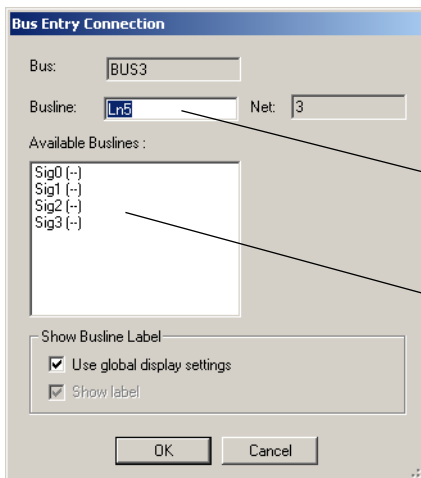 Bus Entry Connection
Bus: BUS3
Busline: Ln5 Net: 3
Available Buslines :
Sig0 (--)
Sig1 (--)
Sig2 (--)
Sig3 (--)
Show Busline Label
Use global display settings
Show label
OK Cancel